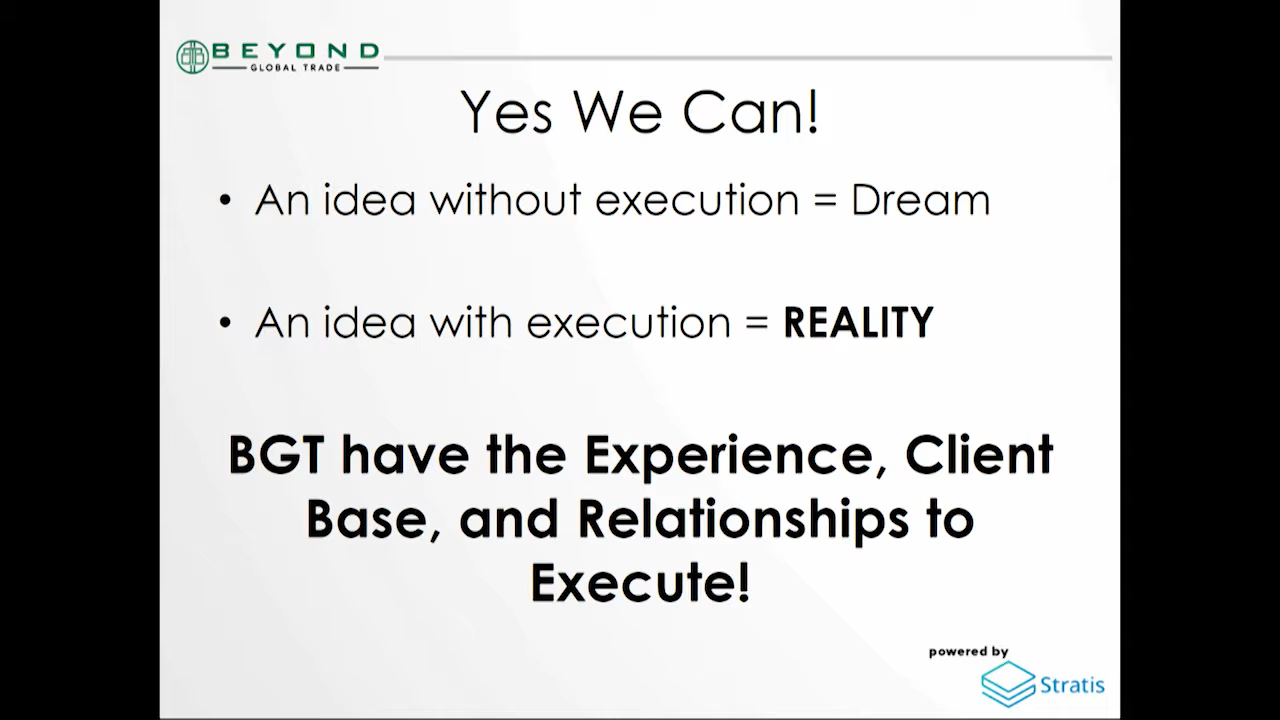 BEYOND
GLOBAL TRADE
Yes We Can!
• An idea without execution = Dream
• An idea with execution = REALITY
BGT have the Experience, Client
Base, and Relationships to
Execute!
powered by
Stratis